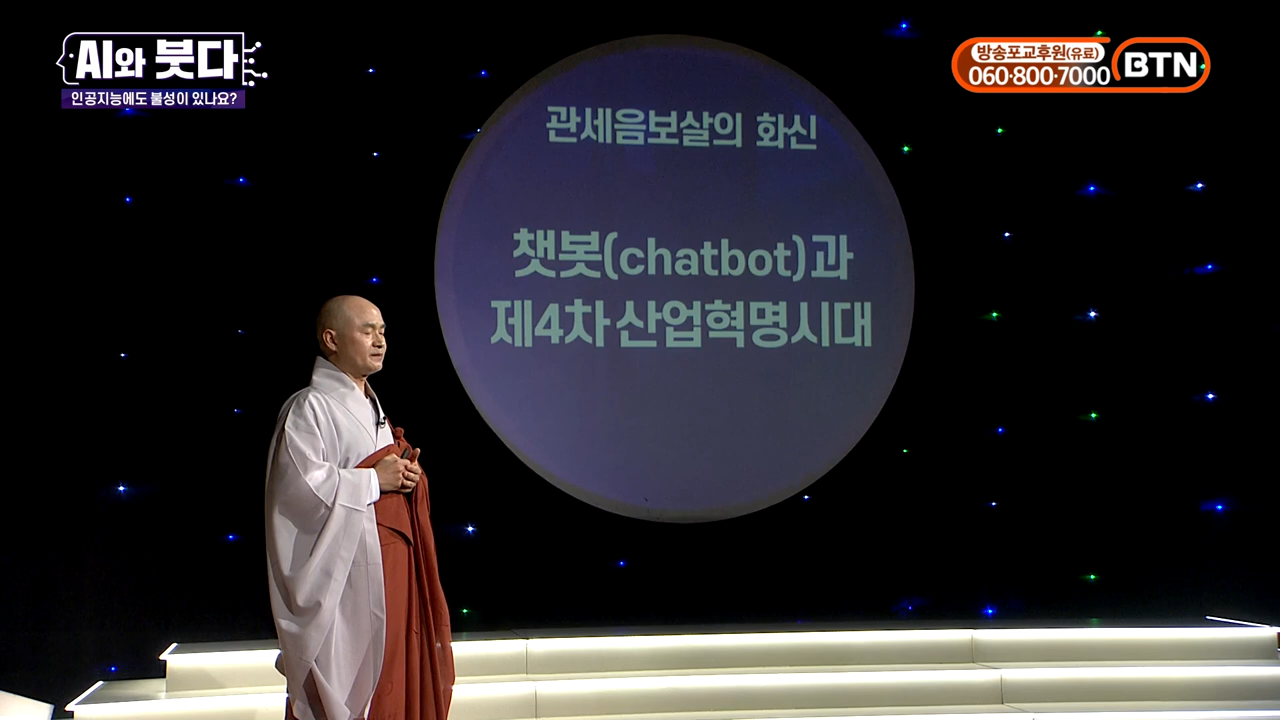 AI와 붓다
인공지능에도 불성이 있나요?
방송포교후원(유료)
060·800·7000
BTN
관세음보살의 화신
챗봇(chatbot)과
제4차 산업혁명시대